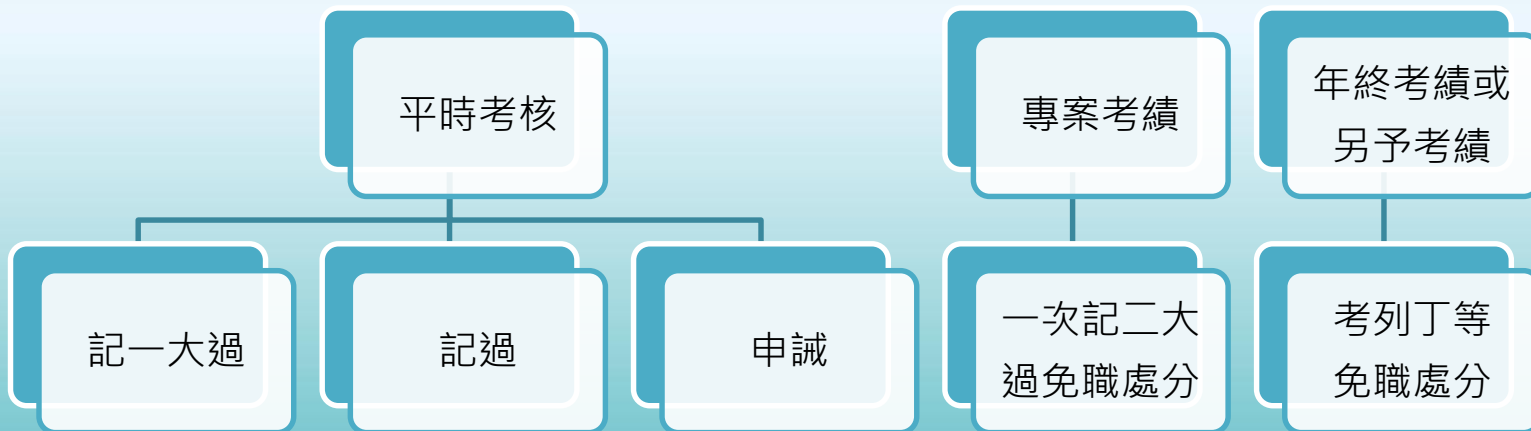 平時考核
專案考績
年終考績或
另予考績
記一大過
記過
申誡
一次記二大
過免職處分
考列丁等
免職處分